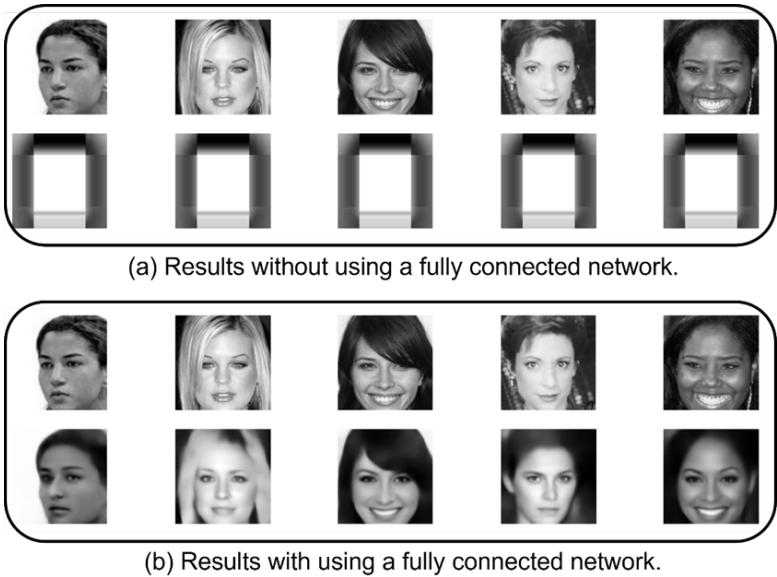 (a) Results without using a fully connected network.
(b) Results with using a fully connected network.